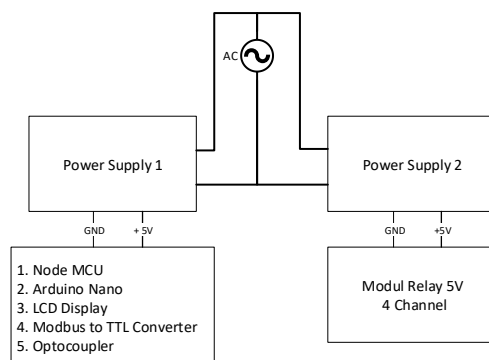 AC
Power Supply 1
Power Supply 2
GND
+ 5V
GND
+5V
1. Node MCU
2. Arduino Nano
3. LCD Display
4. Modbus to TTL Converter
5. Optocoupler
Modul Relay 5V
4 Channel